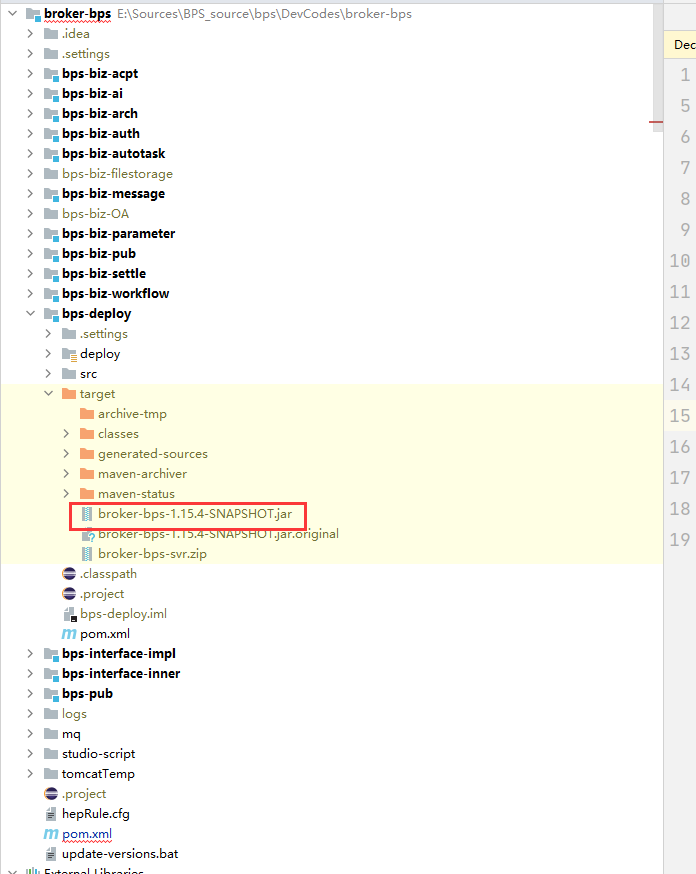 broker-bps E:\Sources\BPS_source\bps\DevCodes\broker-bps
.idea
Dec
.settings
1
bps-biz-acpt
bps-biz-ai
5
bps-biz-arch
6
bps-biz-auth
bps-biz-autotask
7
bps-biz-filestorage
bps-biz-message
8
bps-biz-OA
9
bps-biz-parameter
bps-biz-pub
10
bps-biz-settle
11
bps-biz-workflow
bps-deploy
12
.settings
deploy
13
src
14
target
archive-tmp
15
classes
16
generated-sources
maven-archiver
17
maven-status
18
broker-bps-1.15.4-SNAPSHOT.jar
broker-bps-1.15.4-SNAPSHOT.jar.original
19
broker-bps-svr.zip
.classpath
.project
bps-deploy.iml
pom.xml
bps-interface-impl
bps-interface-inner
bps-pub
logs
mq
studio-script
tomcatTemp
.project
hepRule.cfg
pom.xml
update-versions.bat
External Libraries